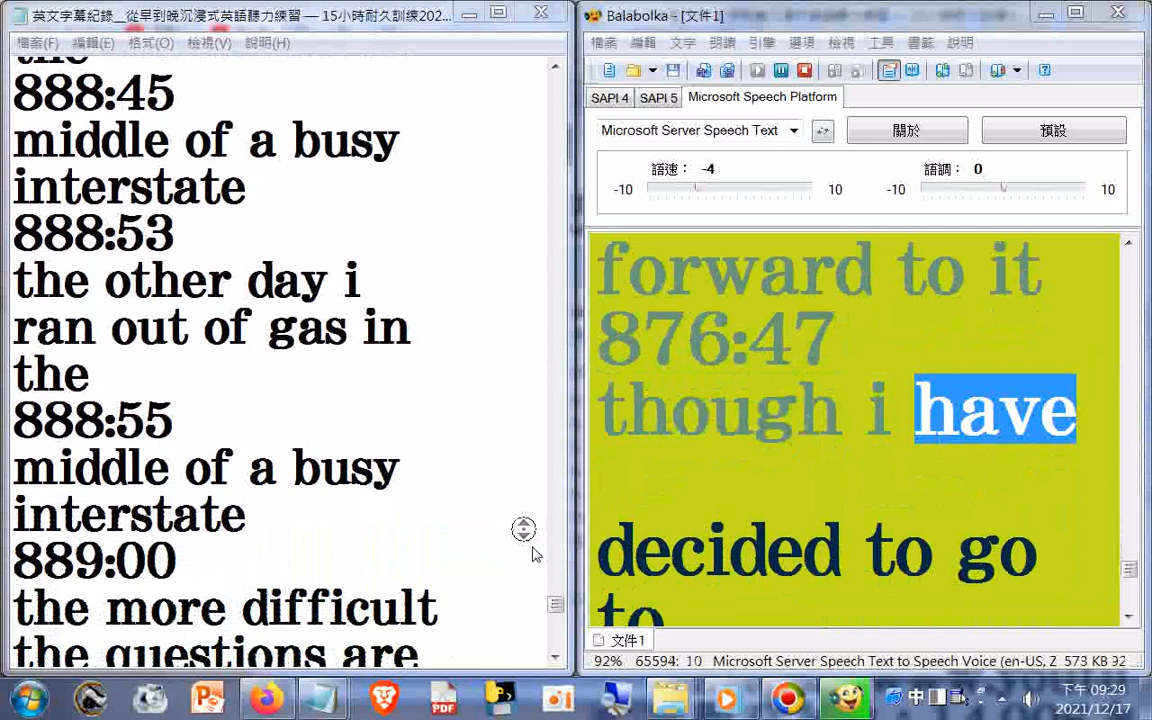 英文字幕紀錄__從早到晚沉浸式英語聽力練習 — 15小時耐久訓練202...
檔案(F) 編輯(E) 格式(O) 檢視(V) 說明(H)
the
888:45
middle of a busy
interstate
888:53
the other day i
ran out of gas in
the
888:55
middle of a busy
interstate
889:00
the more difficult
the questions are
Balabolka - [文件1]
檔案 編輯 文字 朗讀 引擎 選項 檢視 工具 書籤 說明
SAPI 4 SAPI 5 Microsoft Speech Platform
Microsoft Server Speech Text 關於 預設
語速： -4 語調： 0
-10 10 -10 10
forward to it
876:47
though i have
decided to go
to
文件1
92% 65594: 10 Microsoft Server Speech Text to Speech Voice (en-US, Z 573 KB 92
中
下午 09:29
2021/12/17